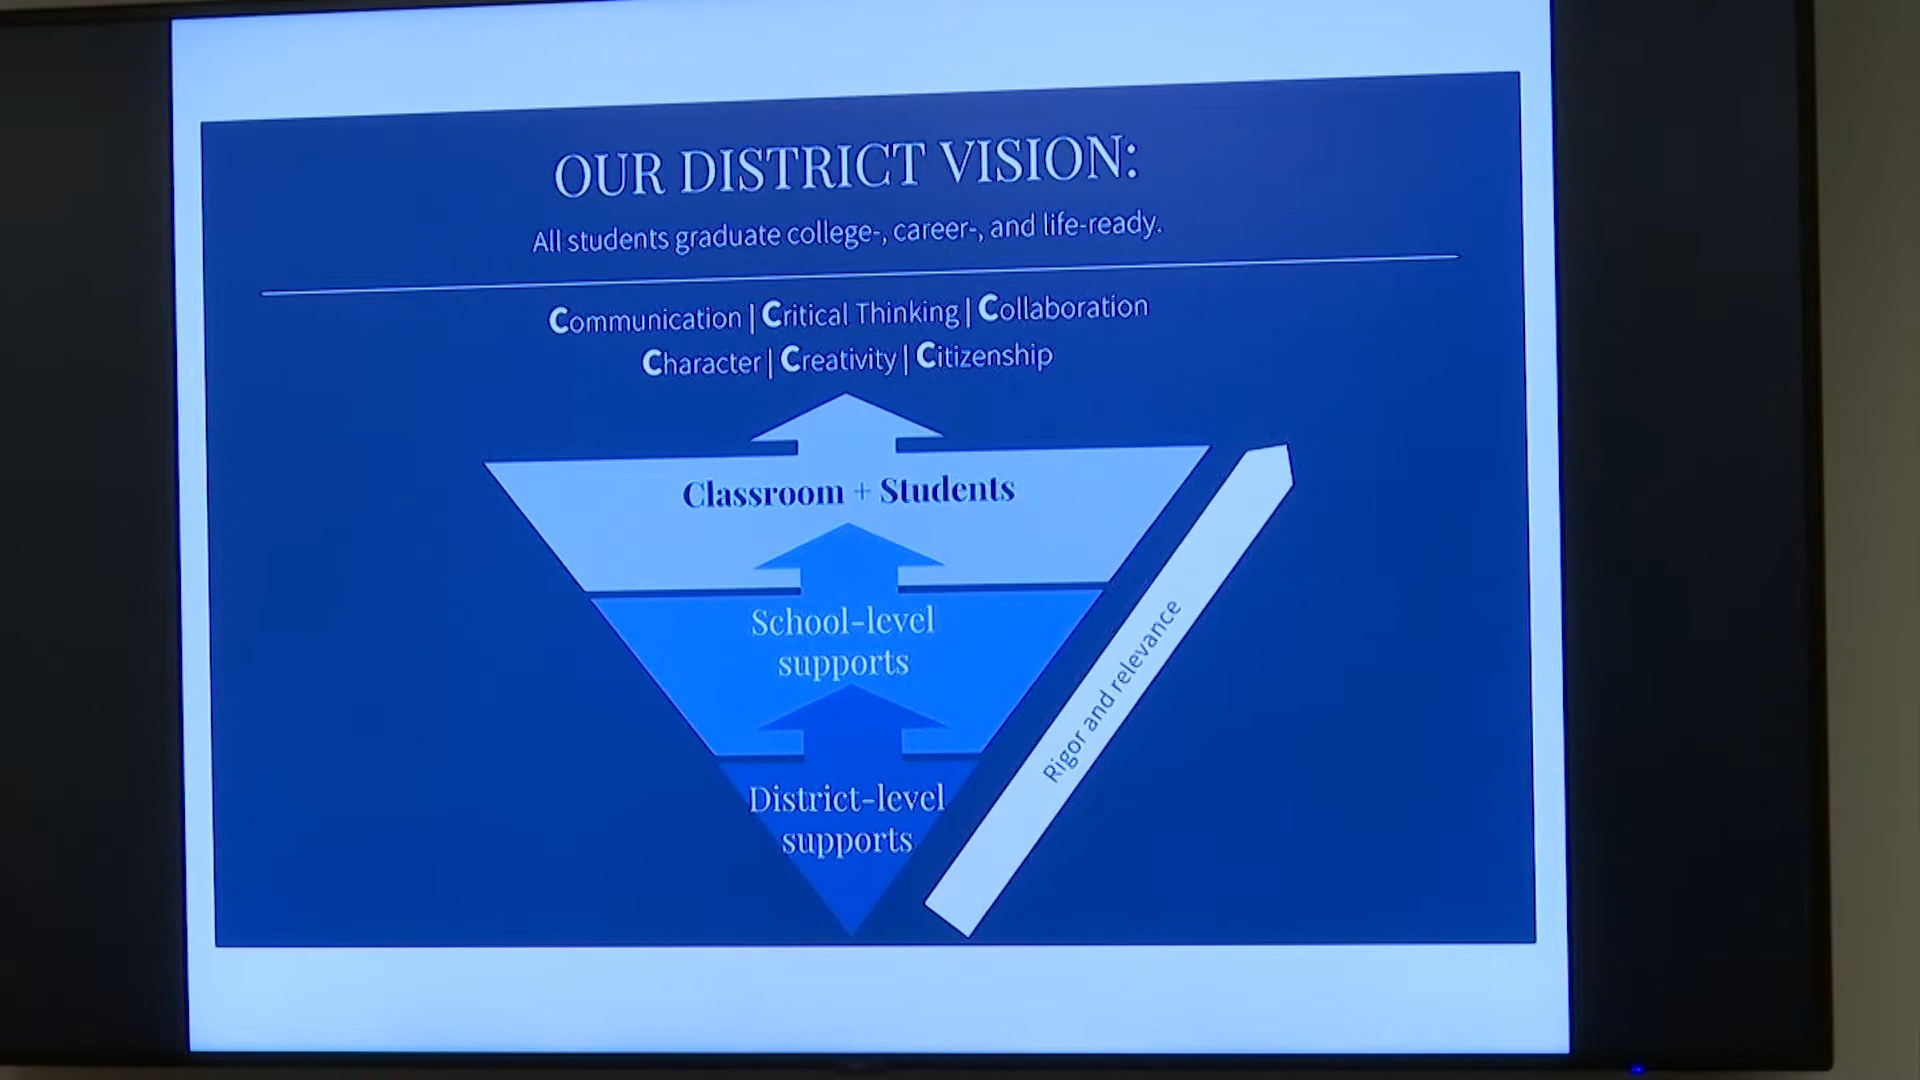 OUR DISTRICT VISION:
All students graduate college-, career-, and life-ready.
Communication | Critical Thinking | Collaboration
Character | Creativity | Citizenship
Classroom + Students
School-level
supports
District-level
supports
Rigor and relevance